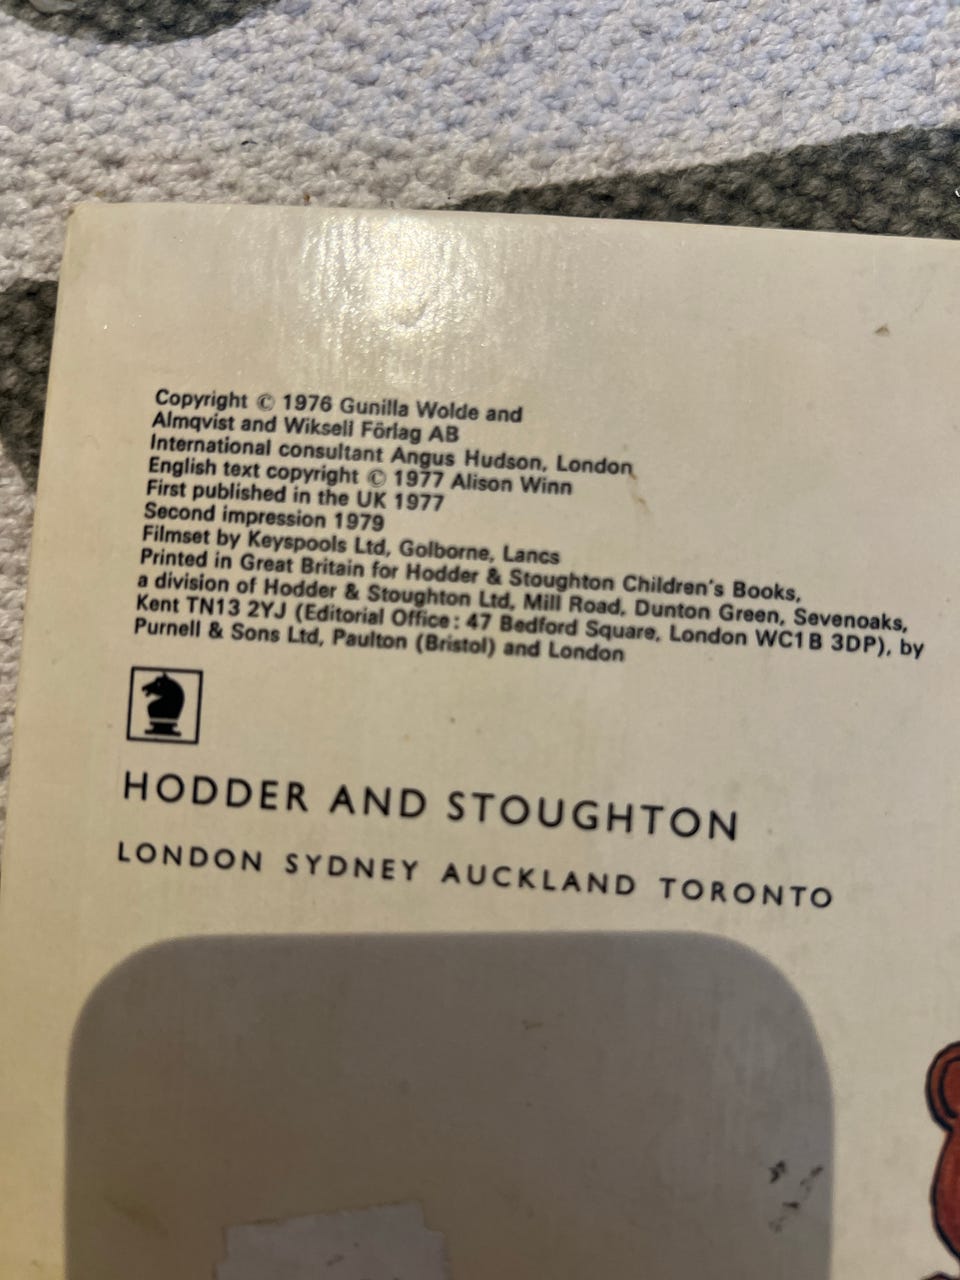 Copyright © 1976 Gunilla Wolde and
Almqvist and Wiksell Förlag AB
International consultant Angus Hudson, London
English text copyright © 1977 Alison Winn
First published in the UK 1977
Second impression 1979
Filmset by Keyspools Ltd, Golborne, Lancs
Printed in Great Britain for Hodder & Stoughton Children's Books,
a division of Hodder & Stoughton Ltd, Mill Road, Dunton Green, Sevenoaks,
Kent TN13 2YJ (Editorial Office: 47 Bedford Square, London WC1B 3DP), by
Purnell & Sons Ltd, Paulton (Bristol) and London
HODDER AND STOUGHTON
LONDON SYDNEY AUCKLAND TORONTO